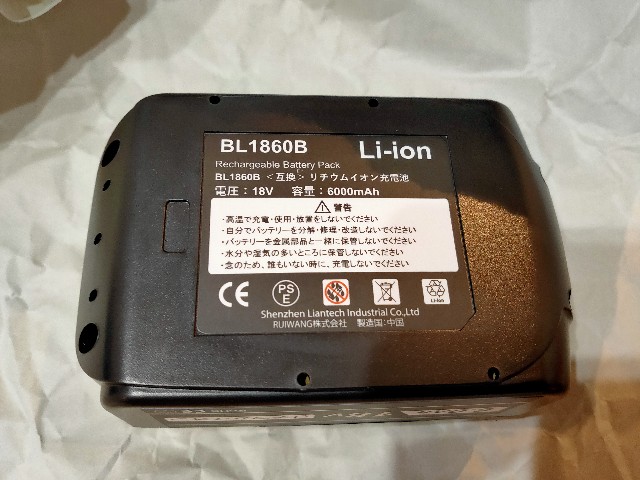 BL1860B
Li-ion
Rechargeable Battery Pack
BL1860B <互換> リチウムイオン充電池
電圧：18V 容量：6000mAh
警告
・高温で充電・使用・放置をしないでください
・自分でバッテリーを分解・修理・改造しないでください
・バッテリーを金属部品と一緒に保管しないでください
・水分や湿気の多いところに保管しないでください
・念のため、誰もいない時に、充電しないでください
CE
PS
E
Li-ion
Shenzhen Liantech Industrial Co.,Ltd
RUIWANG株式会社 製造国：中国